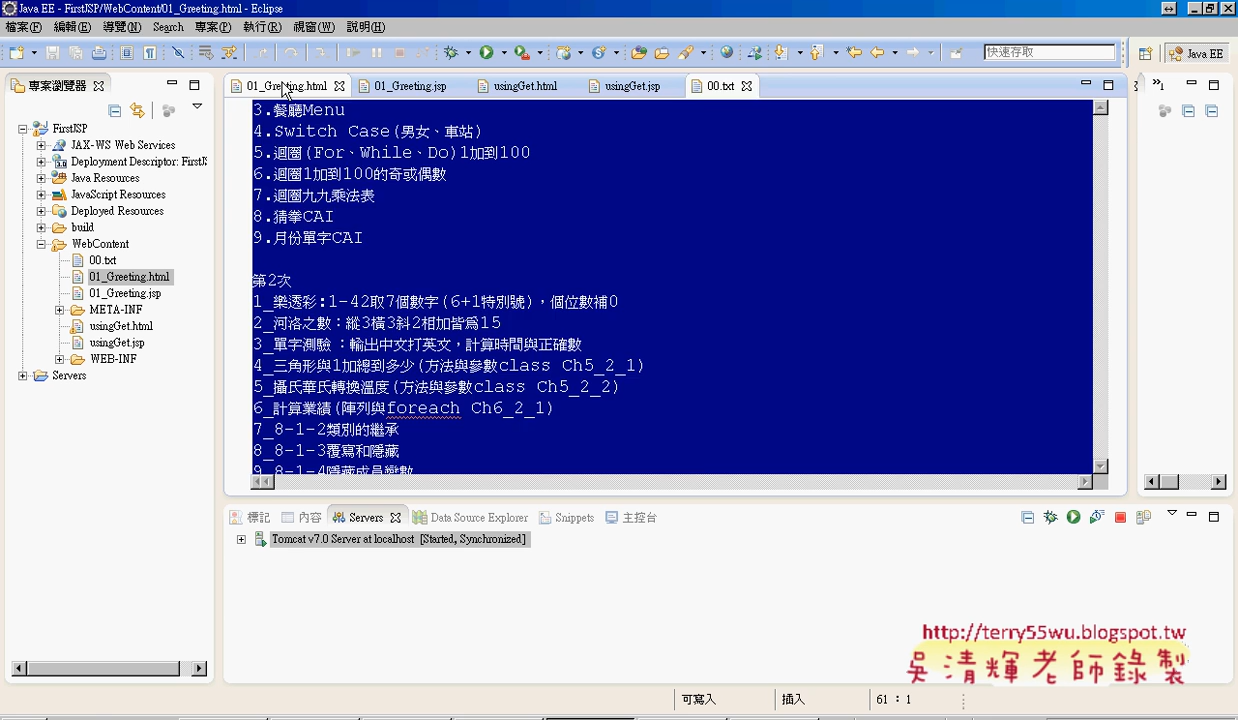 Java EE - FirstJSP/WebContent/01_Greeting.html - Eclipse
檔案(F) 編輯(E) 導覽(N) Search 專案(P) 執行(R) 視窗(W) 說明(H)
快速存取
Java EE
專案瀏覽器
01_Greeting.html 01_Greeting.jsp usingGet.html usingGet.jsp 00.txt
»1
FirstJSP
JAX-WS Web Services
Deployment Descriptor: FirstJS
Java Resources
JavaScript Resources
Deployed Resources
build
WebContent
00.txt
01_Greeting.html
01_Greeting.jsp
META-INF
usingGet.html
usingGet.jsp
WEB-INF
Servers
3.餐廳Menu
4.Switch Case(男女、車站)
5.迴圈(For、While、Do)1加到100
6.迴圈1加到100的奇或偶數
7.迴圈九九乘法表
8.猜拳CAI
9.月份單字CAI
第2次
1_樂透彩:1-42取7個數字(6+1特別號),個位數補0
2_河洛之數：縱3橫3斜2相加皆為15
3_單字測驗 ：輸出中文打英文，計算時間與正確數
4_三角形與1加總到多少(方法與參數class Ch5_2_1)
5_攝氏華氏轉換溫度(方法與參數class Ch5_2_2)
6_計算業績(陣列與foreach Ch6_2_1)
7_8-1-2類別的繼承
8_8-1-3覆寫和隱藏
9_8-1-4隱藏成員變數
標記 內容 Servers Data Source Explorer Snippets 主控台
Tomcat v7.0 Server at localhost [Started, Synchronized]
http://terry55wu.blogspot.tw
吳清輝老師錄製
可寫入 插入 61 : 1